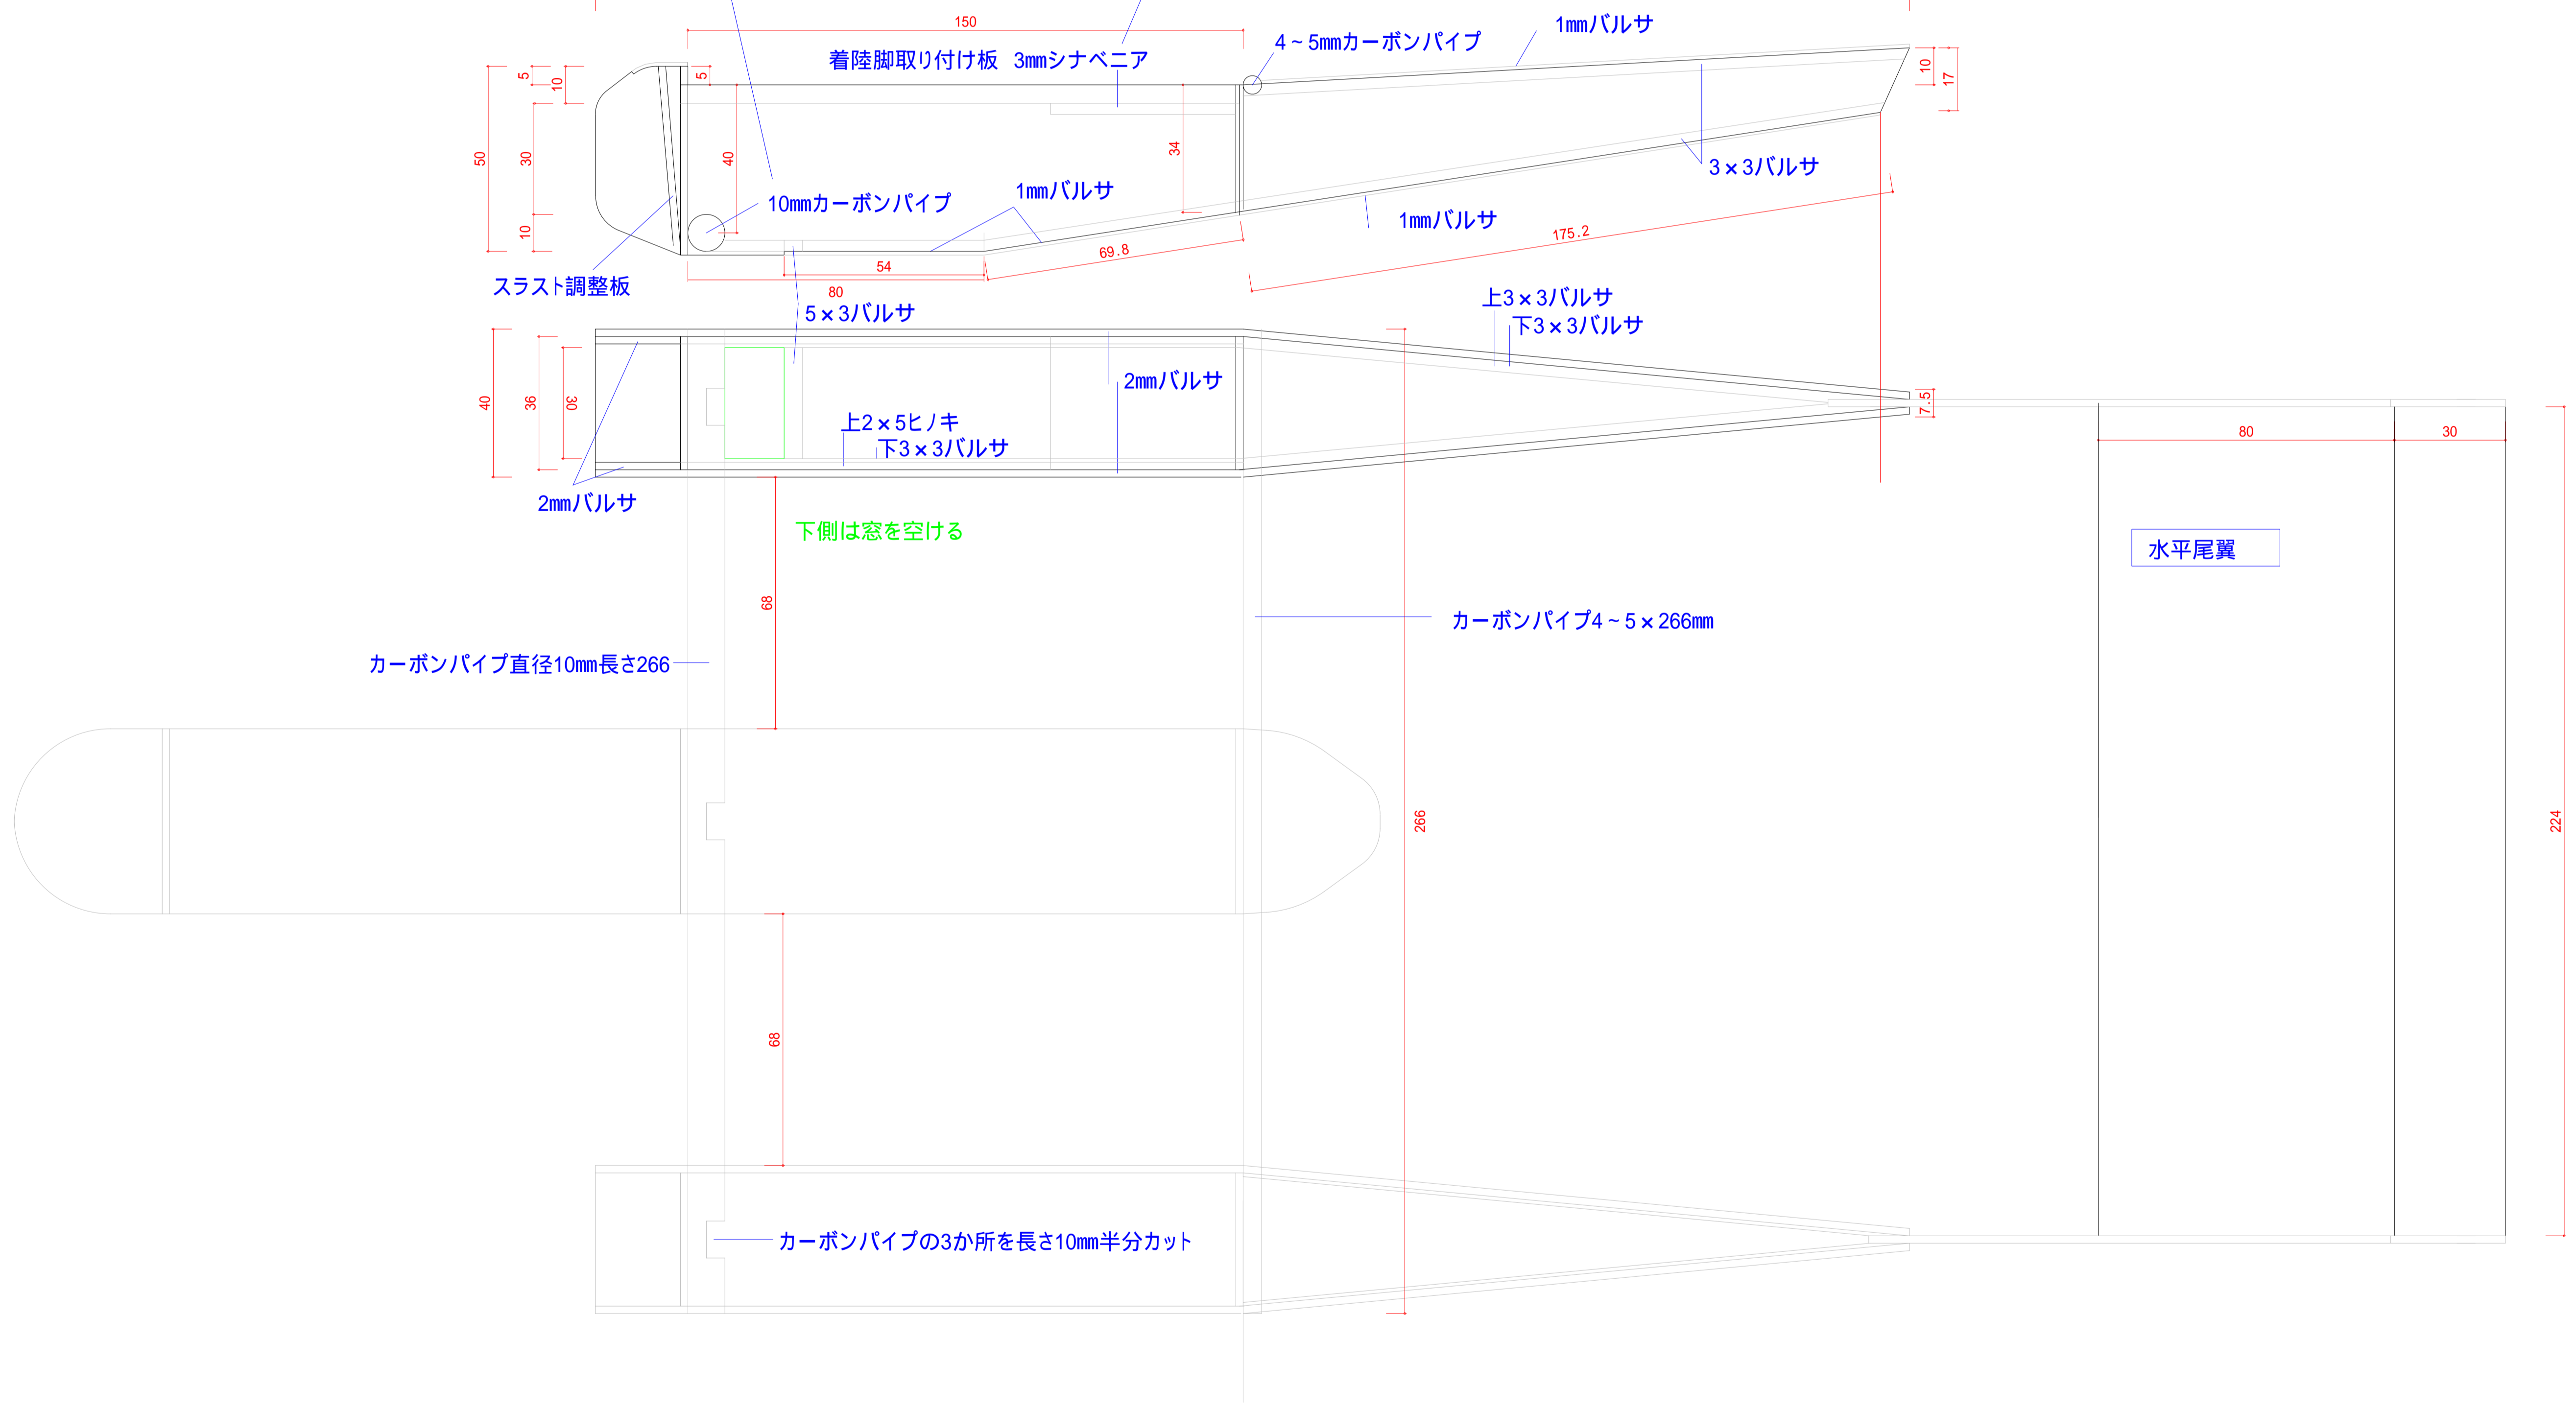 150
1mmバルサ
4~5mmカーボンパイプ
着陸脚取り付け板 3mmシナベニア
5
10
5
10
17
50
30
40
34
3×3バルサ
1mmバルサ
10mmカーボンパイプ
1mmバルサ
10
175.2
69.8
54
スラスト調整板
80
5×3バルサ
上3×3バルサ
下3×3バルサ
2mmバルサ
40
36
30
7.5
上2×5ヒノキ
下3×3バルサ
80
30
2mmバルサ
下側は窓を空ける
水平尾翼
68
カーボンパイプ4~5×266mm
カーボンパイプ直径10mm長さ266
266
224
68
カーボンパイプの3か所を長さ10mm半分カット